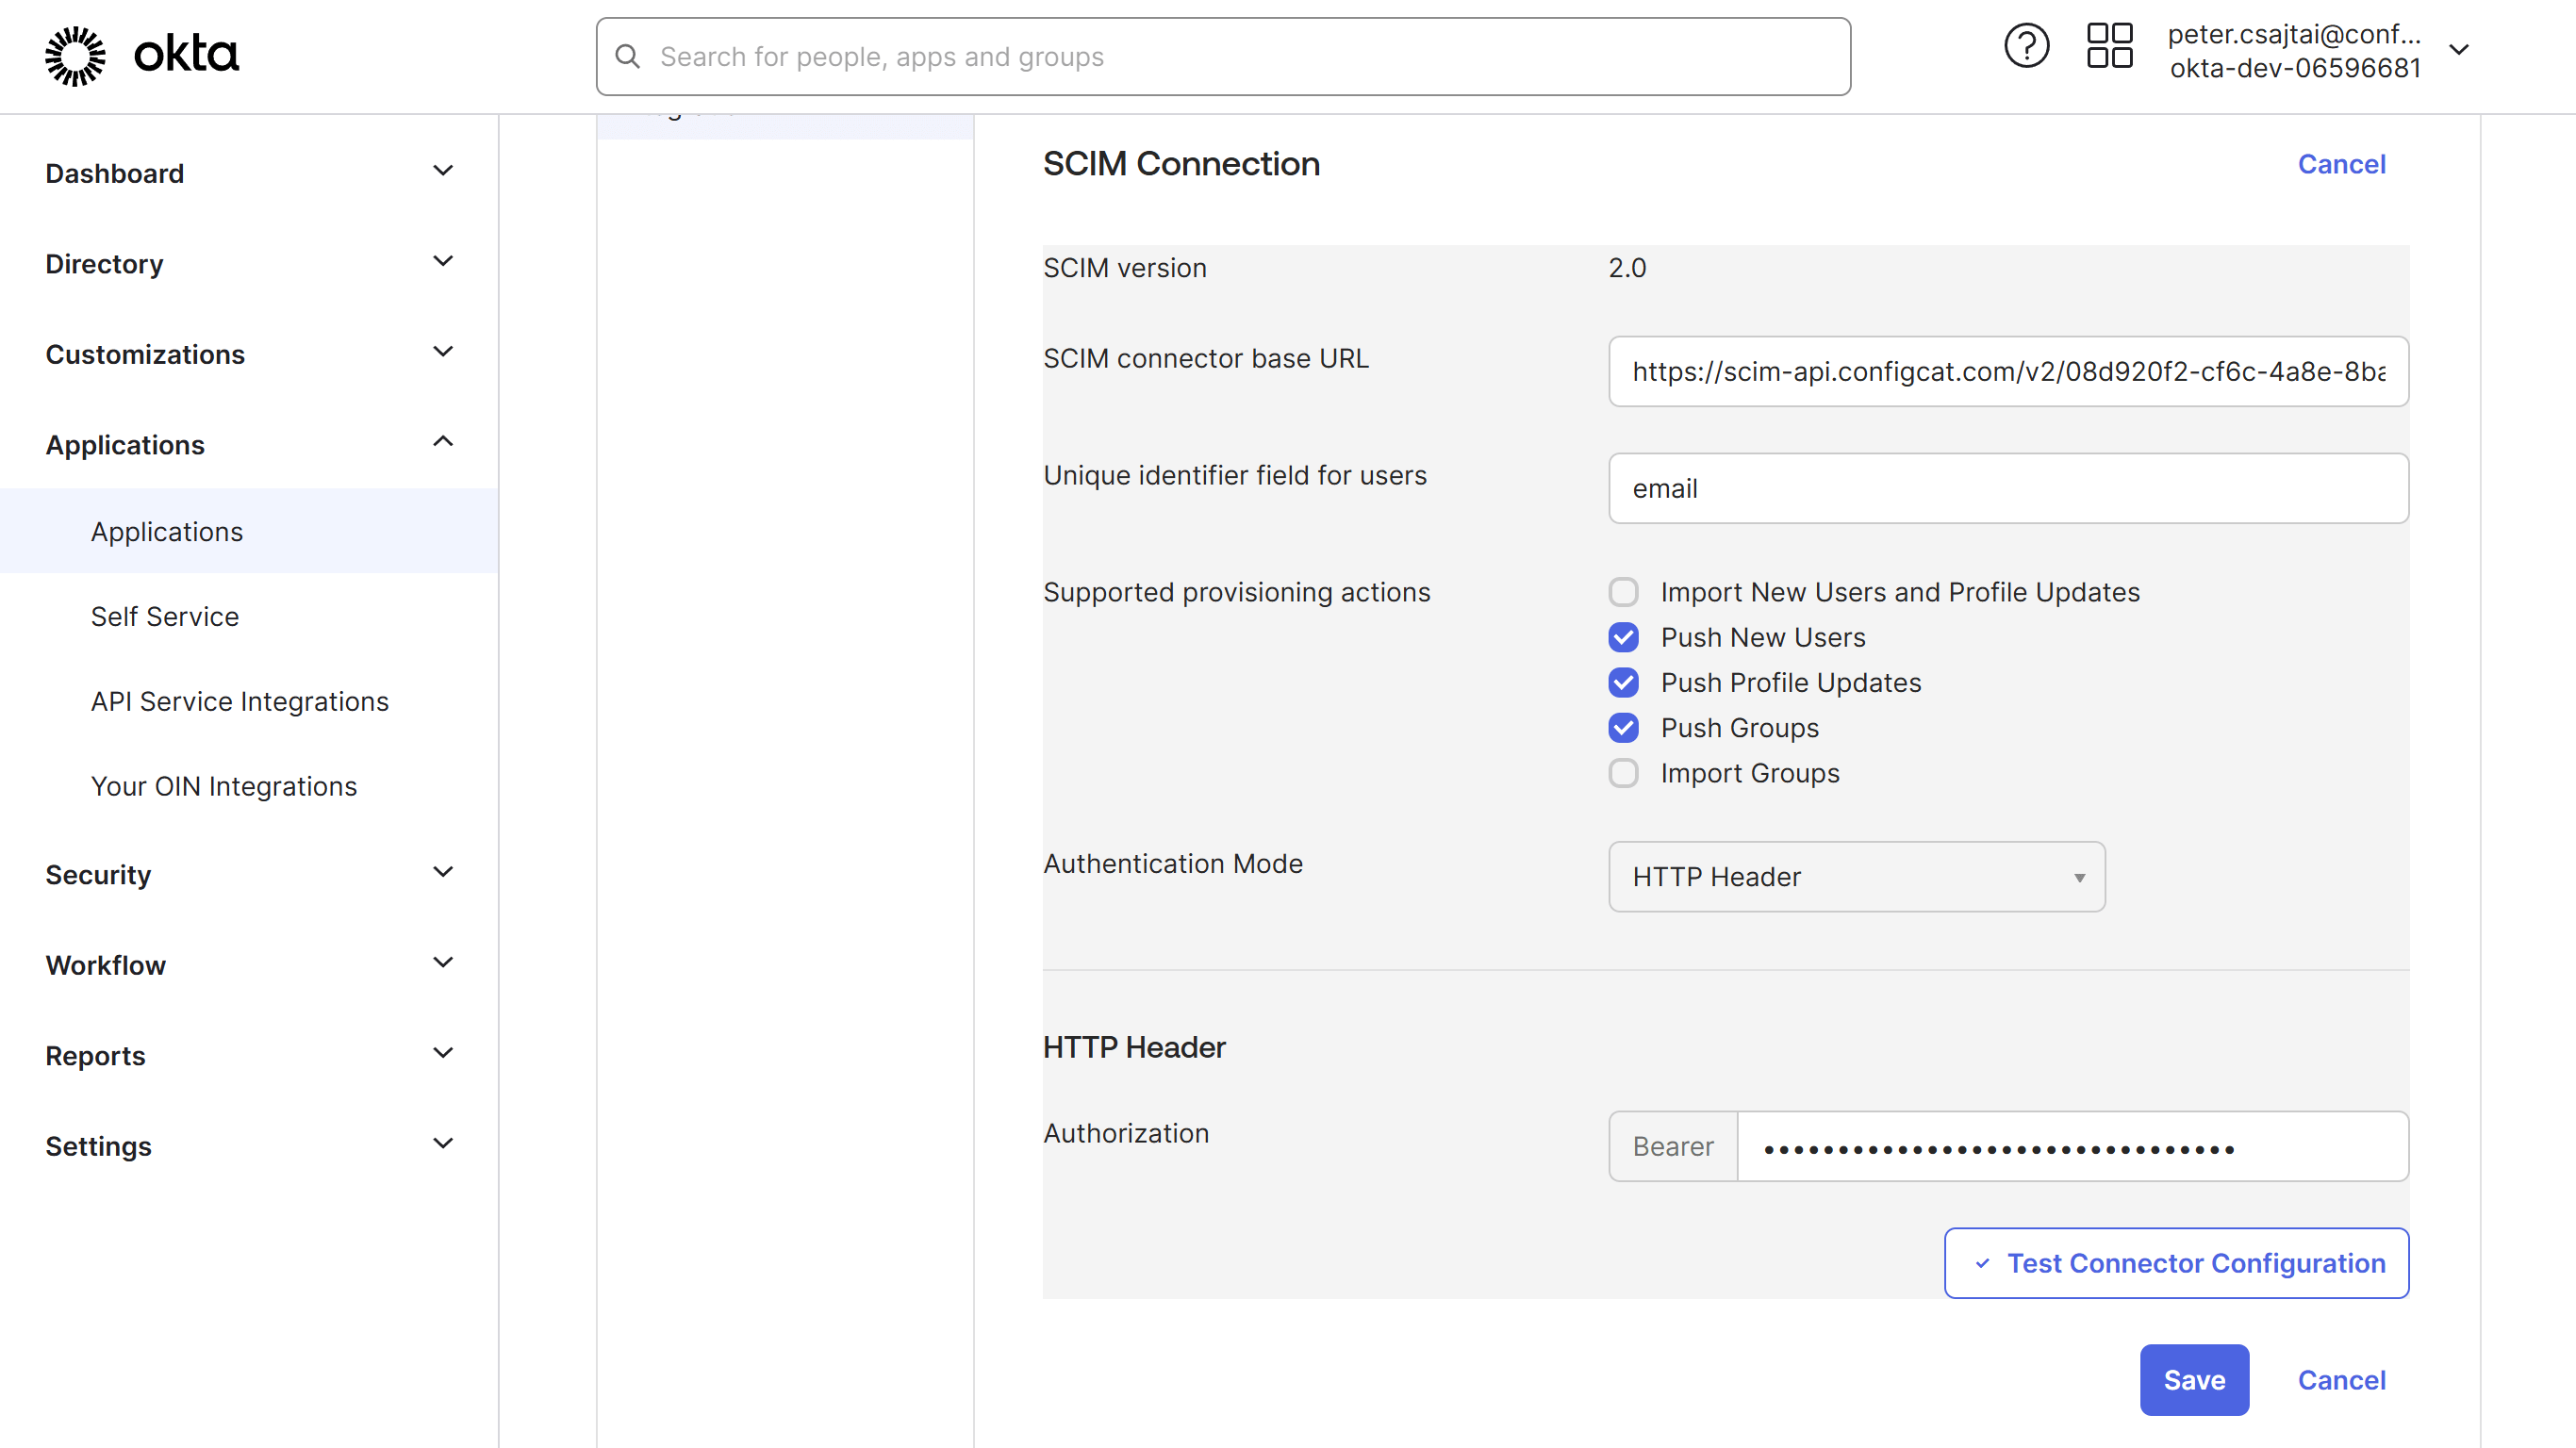 okta
Search for people, apps and groups
peter.csajtai@conf...
okta-dev-06596681
Dashboard
Directory
Customizations
Applications
Applications
Self Service
API Service Integrations
Your OIN Integrations
Security
Workflow
Reports
Settings
SCIM Connection
Cancel
SCIM version
2.0
SCIM connector base URL
https://scim-api.configcat.com/v2/08d920f2-cf6c-4a8e-8ba
Unique identifier field for users
email
Supported provisioning actions
Import New Users and Profile Updates
Push New Users
Push Profile Updates
Push Groups
Import Groups
Authentication Mode
HTTP Header
HTTP Header
Authorization
Bearer
Test Connector Configuration
Save
Cancel